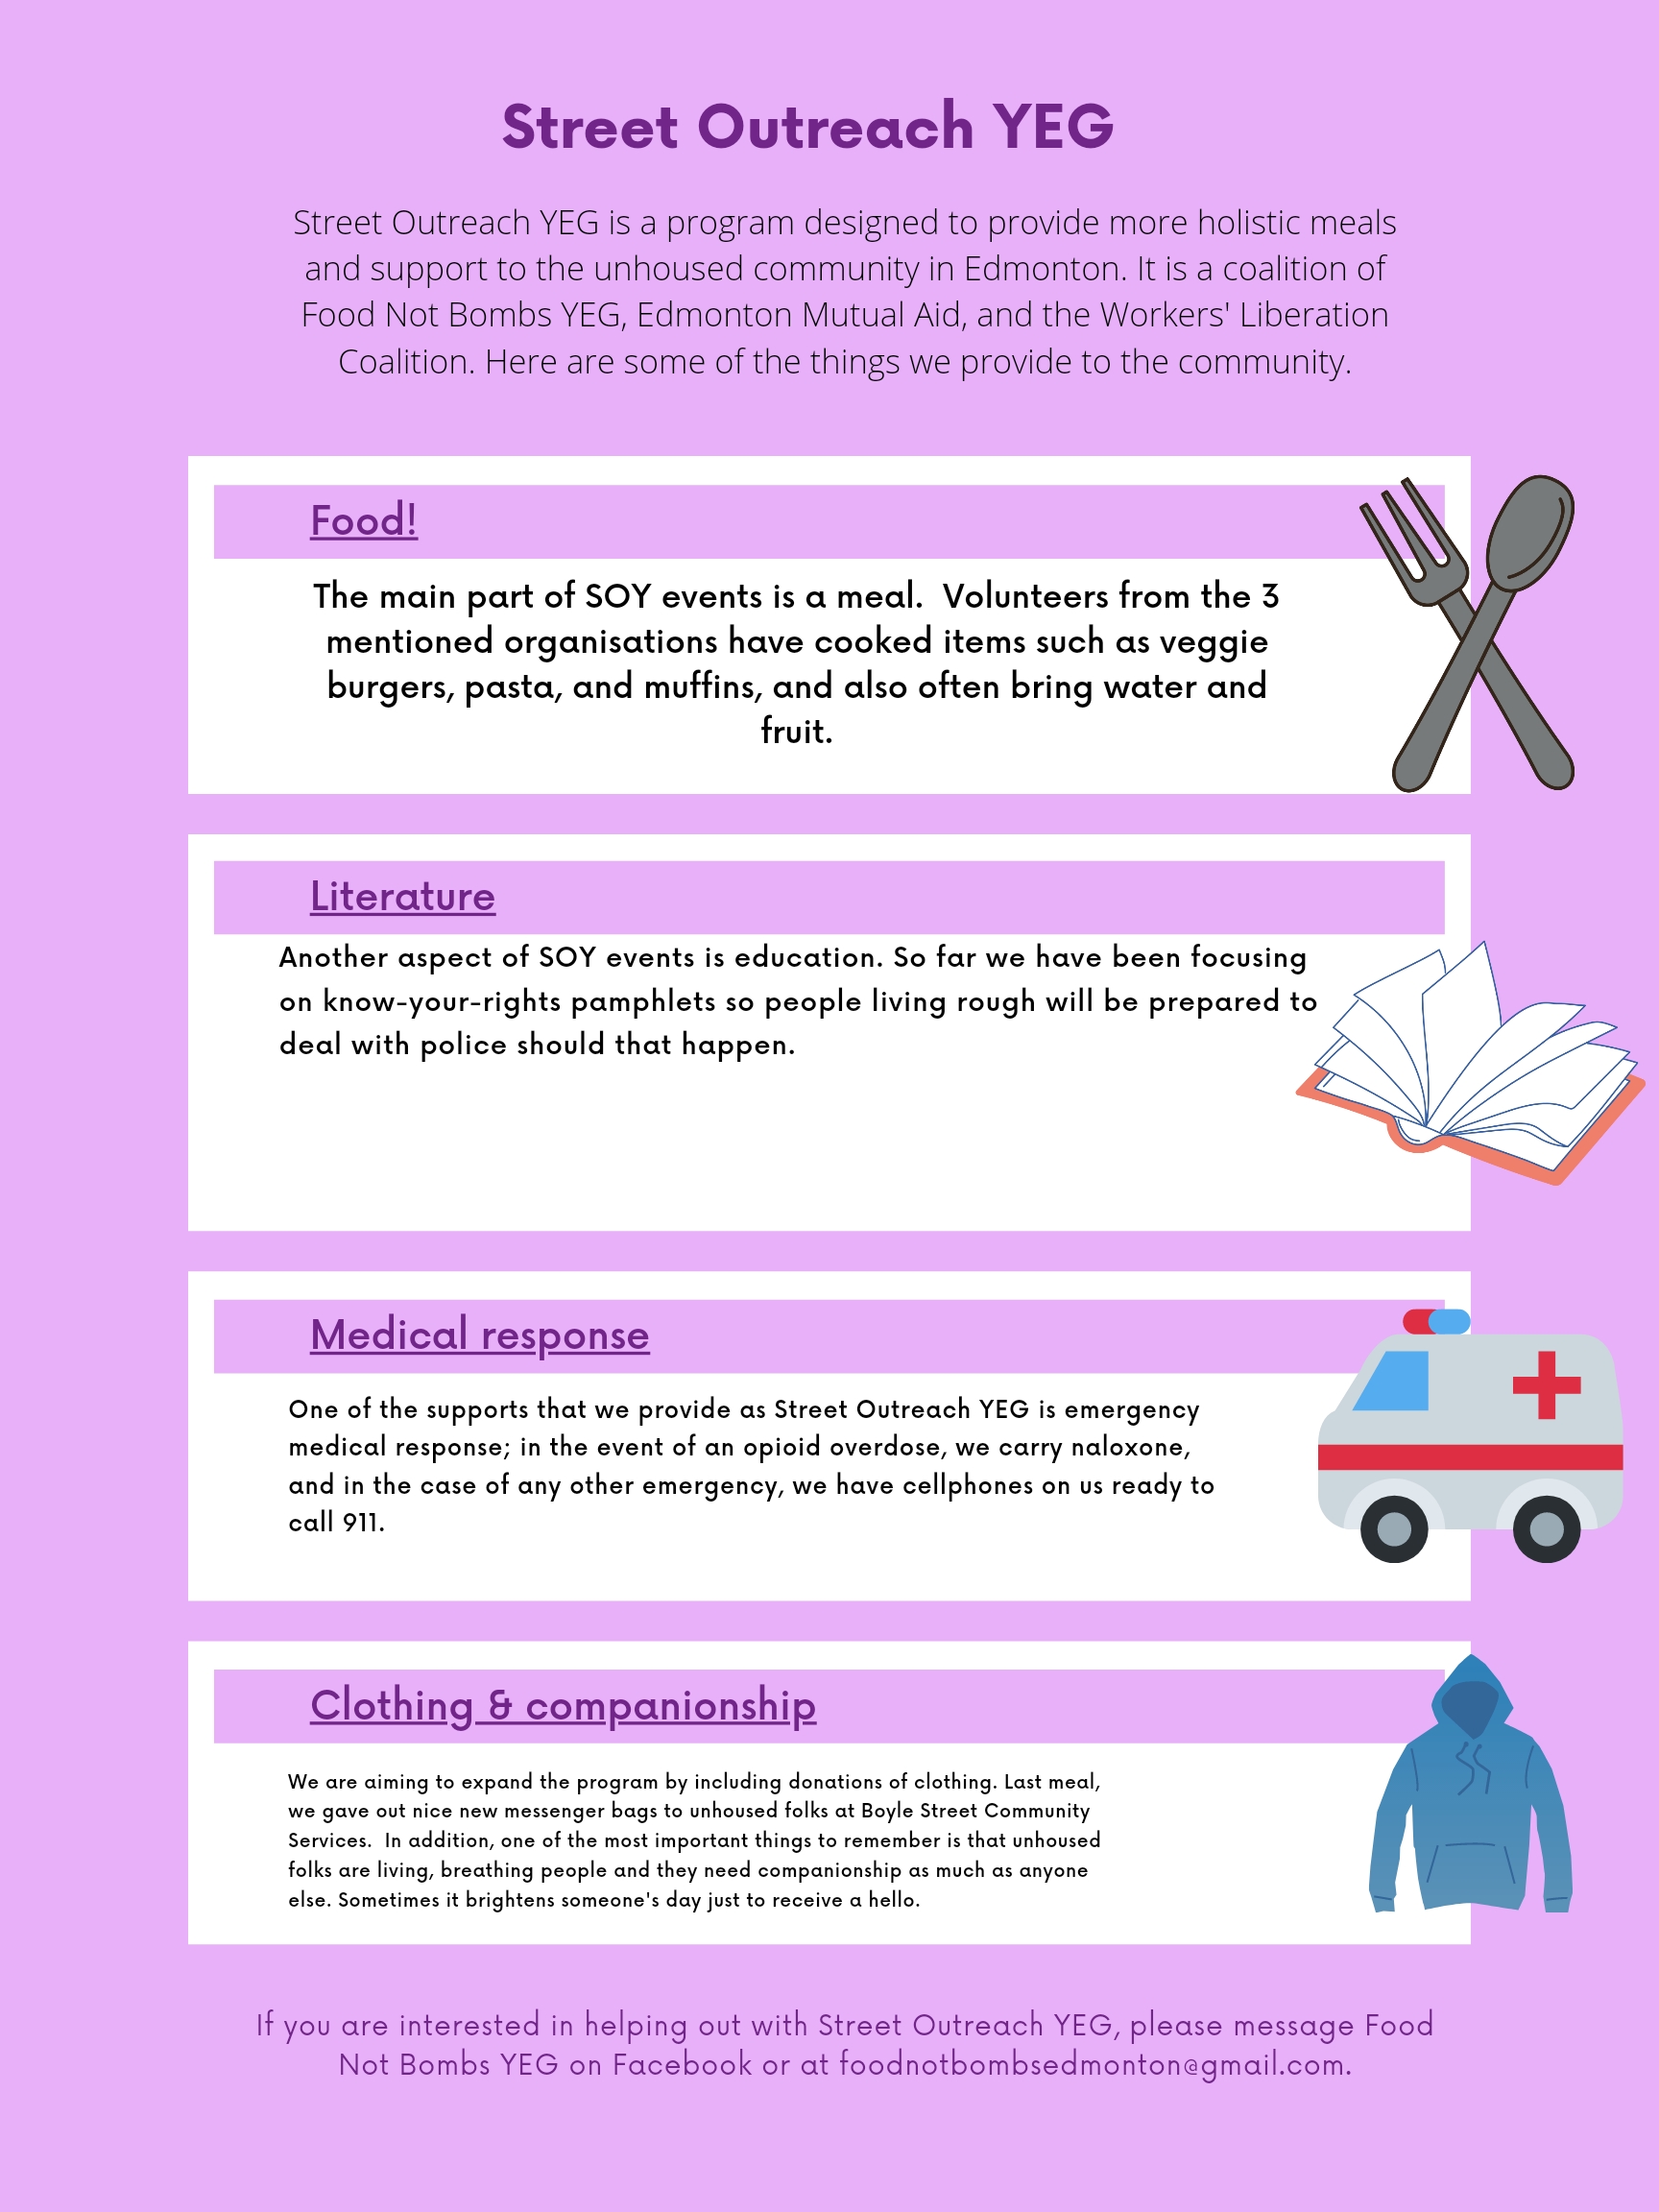 Street Outreach YEG
Street Outreach YEG is a program designed to provide more holistic meals
and support to the unhoused community in Edmonton. It is a coalition of
Food Not Bombs YEG, Edmonton Mutual Aid, and the Workers' Liberation
Coalition. Here are some of the things we provide to the community.
Food!
The main part of SOY events is a meal.  Volunteers from the 3
mentioned organisations have cooked items such as veggie
burgers, pasta, and muffins, and also often bring water and
fruit.
Literature
Another aspect of SOY events is education. So far we have been focusing
on know-your-rights pamphlets so people living rough will be prepared to
deal with police should that happen.
Medical response
One of the supports that we provide as Street Outreach YEG is emergency
medical response; in the event of an opioid overdose, we carry naloxone,
and in the case of any other emergency, we have cellphones on us ready to
call 911.
Clothing & companionship
We are aiming to expand the program by including donations of clothing. Last meal,
we gave out nice new messenger bags to unhoused folks at Boyle Street Community
Services.  In addition, one of the most important things to remember is that unhoused
folks are living, breathing people and they need companionship as much as anyone
else. Sometimes it brightens someone's day just to receive a hello.
If you are interested in helping out with Street Outreach YEG, please message Food
Not Bombs YEG on Facebook or at foodnotbombsedmonton@gmail.com.